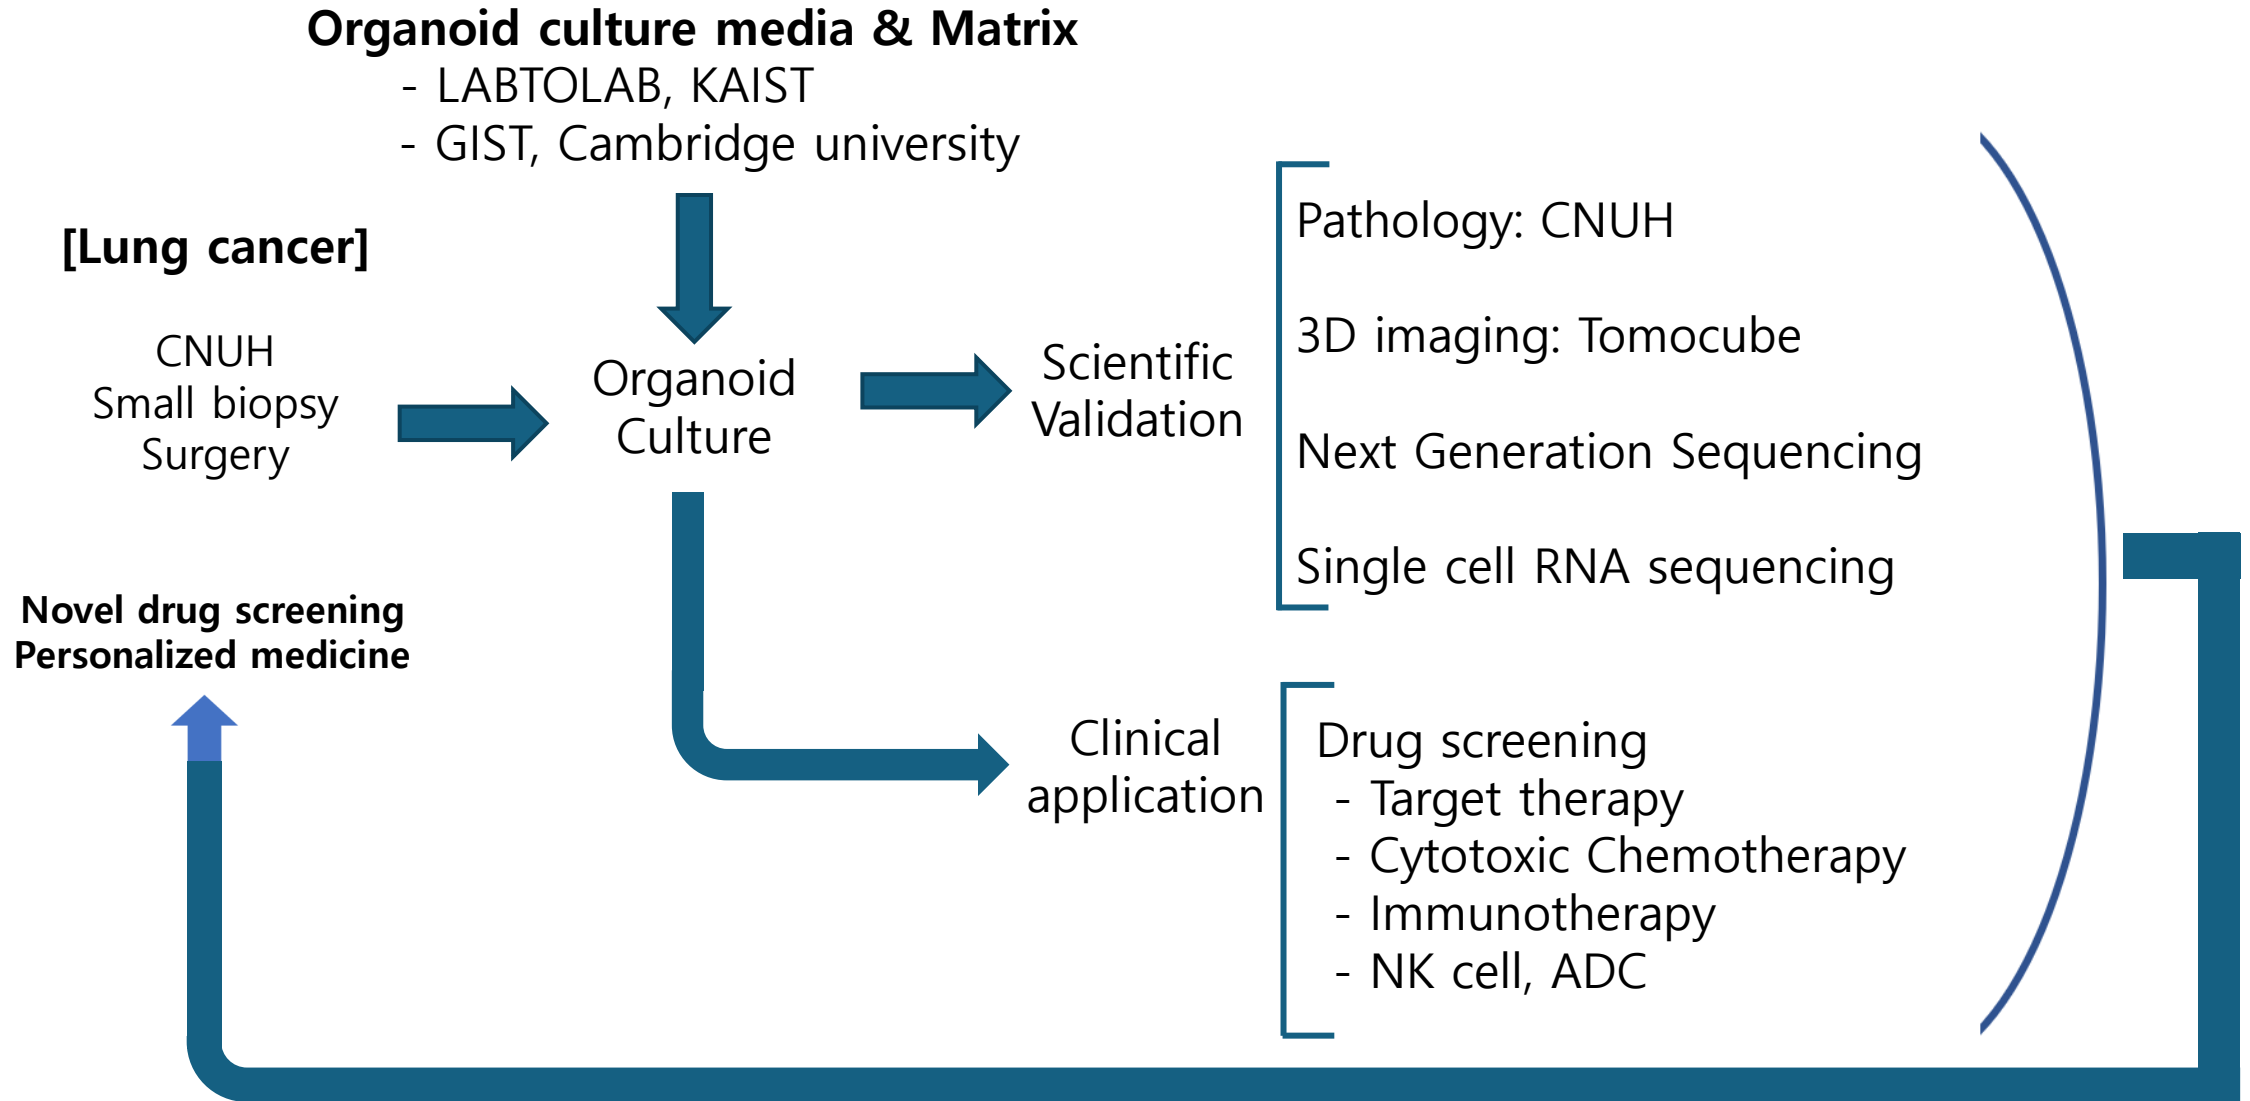 Organoid culture media & Matrix
- LABTOLAB, KAIST
- GIST, Cambridge university
[Lung cancer]
CNUH
Small biopsy
Surgery
Organoid
Culture
Scientific
Validation
Pathology: CNUH
3D imaging: Tomocube
Next Generation Sequencing
Single cell RNA sequencing
Novel drug screening
Personalized medicine
Clinical
application
Drug screening
- Target therapy
- Cytotoxic Chemotherapy
- Immunotherapy
- NK cell, ADC